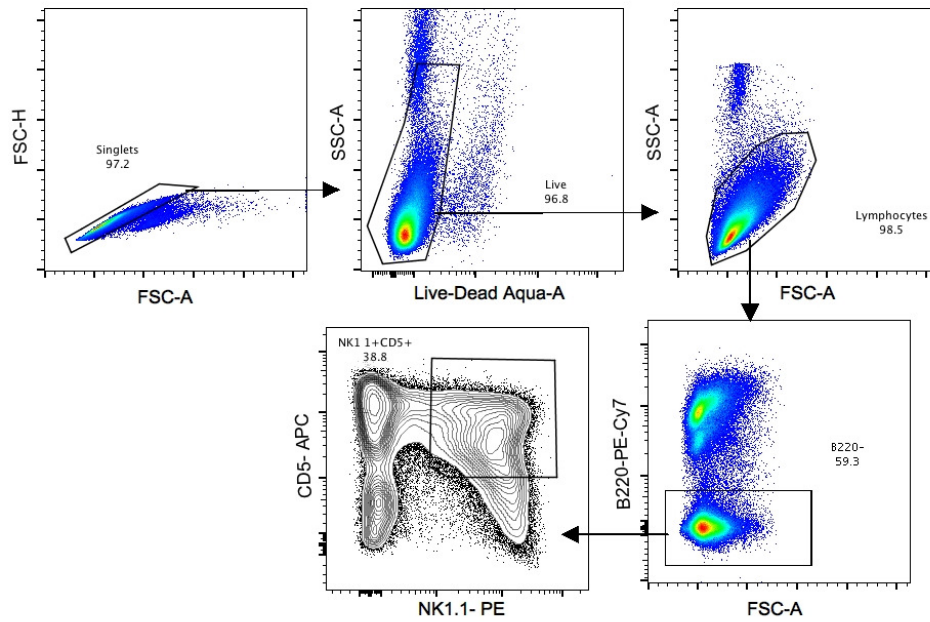 FSC-H
Singlets
97.2
FSC-A
SSC-A
Live
96.8
Live-Dead Aqua-A
SSC-A
Lymphocytes
98.5
FSC-A
CD5- APC
NK1 1+CD5+
38.8
NK1.1- PE
B220-PE-Cy7
B220-
59.3
FSC-A